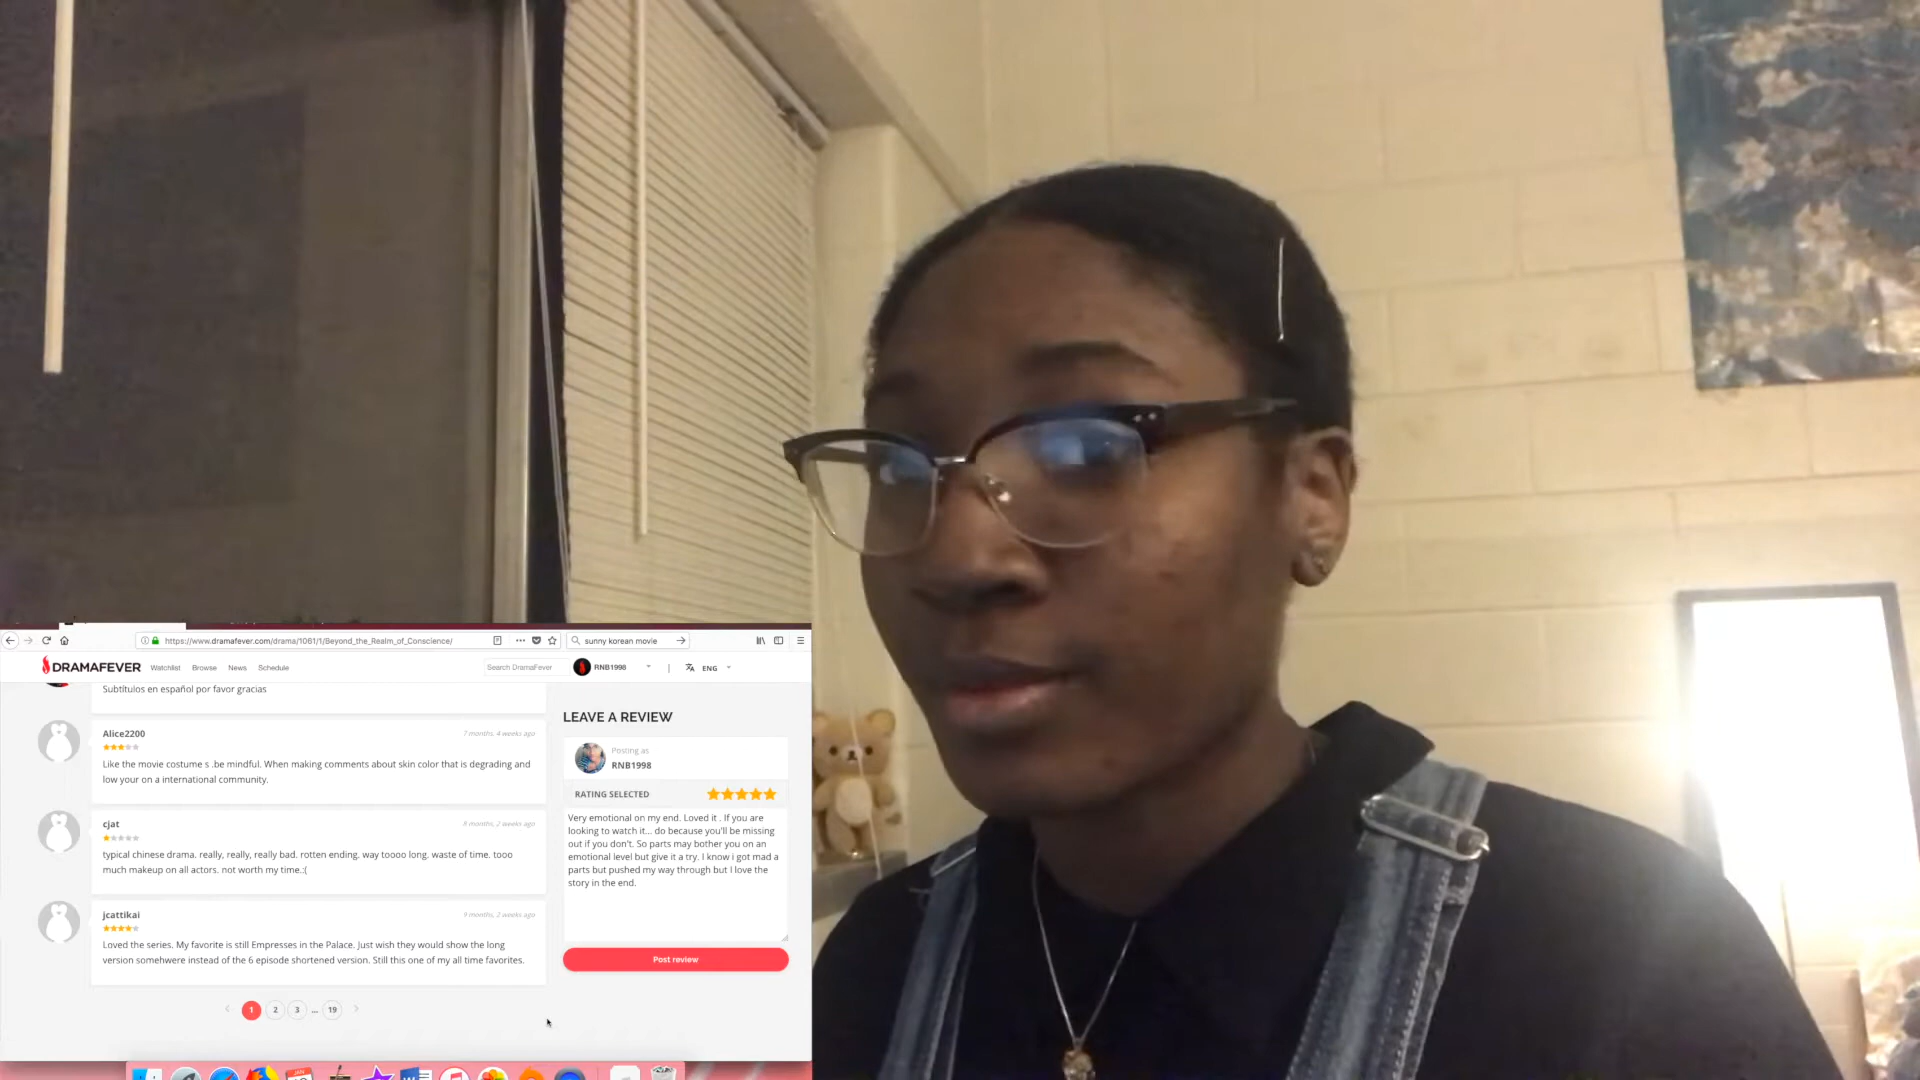 https://www.dramafever.com/drama/1061/1/Beyond_the_Realm_of_Conscience/
sunny korean movie
DRAMAFEVER Watchlist Browse News Schedule Search DramaFever RNB1998 | ENG
Subtítulos en español por favor gracias
Alice2200 7 months, 4 weeks ago
Like the movie costume s .be mindful. When making comments about skin color that is degrading and
low your on a international community.
cjat 8 months, 2 weeks ago
typical chinese drama. really, really, really bad. rotten ending. way toooo long. waste of time. tooo
much makeup on all actors. not worth my time.:(
jcattikai 9 months, 2 weeks ago
Loved the series. My favorite is still Empresses in the Palace. Just wish they would show the long
version somehwere instead of the 6 episode shortened version. Still this one of my all time favorites.
1 2 3 ... 19
LEAVE A REVIEW
Posting as
RNB1998
RATING SELECTED
Very emotional on my end. Loved it . If you are
looking to watch it... do because you'll be missing
out if you don't. So parts may bother you on an
emotional level but give it a try. I know i got mad a
parts but pushed my way through but I love the
story in the end.
Post review
JAN